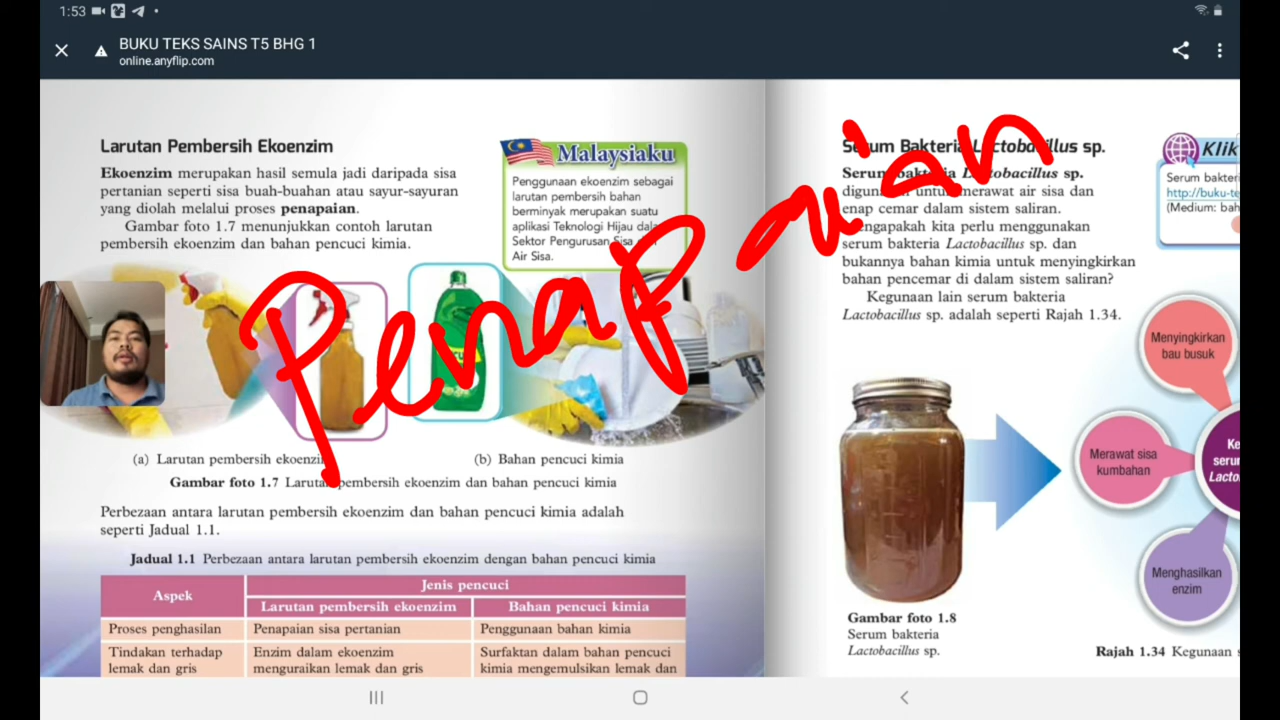 1:53
BUKU TEKS SAINS T5 BHG 1
online.anyflip.com
Larutan Pembersih Ekoenzim
Ekoenzim merupakan hasil semula jadi daripada sisa
pertanian seperti sisa buah-buahan atau sayur-sayuran
yang diolah melalui proses penapaian.
Gambar foto 1.7 menunjukkan contoh larutan
pembersih ekoenzim dan bahan pencuci kimia.
Malaysiaku
Penggunaan ekoenzim sebagai
larutan pembersih bahan
berminyak merupakan suatu
aplikasi Teknologi Hijau dala
Sektor Pengurusan Sisa
Air Sisa.
Penapaian
(a) Larutan pembersih ekoenzi
(b) Bahan pencuci kimia
Gambar foto 1.7 Larutan pembersih ekoenzim dan bahan pencuci kimia
Perbezaan antara larutan pembersih ekoenzim dan bahan pencuci kimia adalah
seperti Jadual 1.1.
Jadual 1.1 Perbezaan antara larutan pembersih ekoenzim dengan bahan pencuci kimia
Aspek
Jenis pencuci
Larutan pembersih ekoenzim
Bahan pencuci kimia
Proses penghasilan
Penapaian sisa pertanian
Penggunaan bahan kimia
Tindakan terhadap
lemak dan gris
Enzim dalam ekoenzim
menguraikan lemak dan gris
Surfaktan dalam bahan pencuci
kimia mengemulsikan lemak dan
Serum Bakteria Lactobacillus sp.
Serum bakteria Lactobacillus sp.
digunakan untuk merawat air sisa dan
enap cemar dalam sistem saliran.
Mengapakah kita perlu menggunakan
serum bakteria Lactobacillus sp. dan
bukannya bahan kimia untuk menyingkirkan
bahan pencemar di dalam sistem saliran?
Kegunaan lain serum bakteria
Lactobacillus sp. adalah seperti Rajah 1.34.
Klik
Serum bakteri
http://buku-te
(Medium: bah
Menyingkirkan
bau busuk
Merawat sisa
kumbahan
Ke
seru
Lacto
Menghasilkan
enzim
Gambar foto 1.8
Serum bakteria
Lactobacillus sp.
Rajah 1.34 Kegunaan s